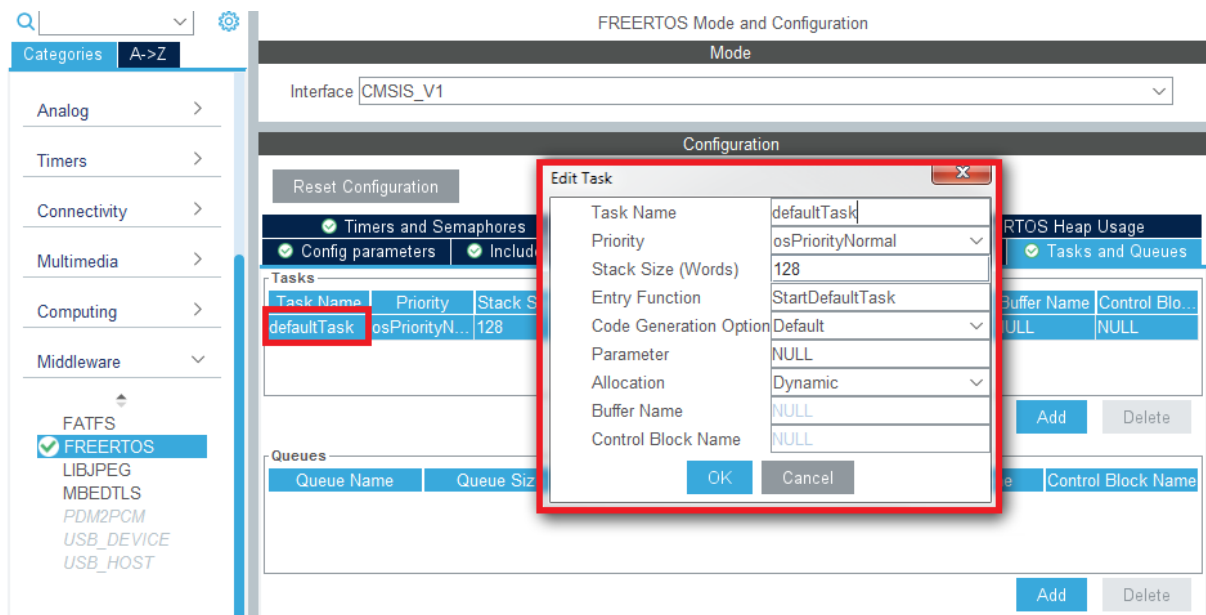 FREERTOS Mode and Configuration
Categories
A->Z
Mode
Interface CMSIS_V1
Analog
Timers
Connectivity
Multimedia
Computing
Middleware
FATFS
FREERTOS
LIBJPEG
MBEDTLS
PDM2PCM
USB_DEVICE
USB_HOST
Configuration
Reset Configuration
Timers and Semaphores
RTOS Heap Usage
Config parameters
Includ
Tasks and Queues
Tasks
Task Name Priority Stack S Buffer Name Control Blo...
defaultTask osPriorityN... 128 NULL NULL
Add Delete
Queues
Queue Name Queue Siz e Control Block Name
Add Delete
Edit Task
Task Name defaultTask
Priority osPriorityNormal
Stack Size (Words) 128
Entry Function StartDefaultTask
Code Generation Option Default
Parameter NULL
Allocation Dynamic
Buffer Name NULL
Control Block Name NULL
OK Cancel